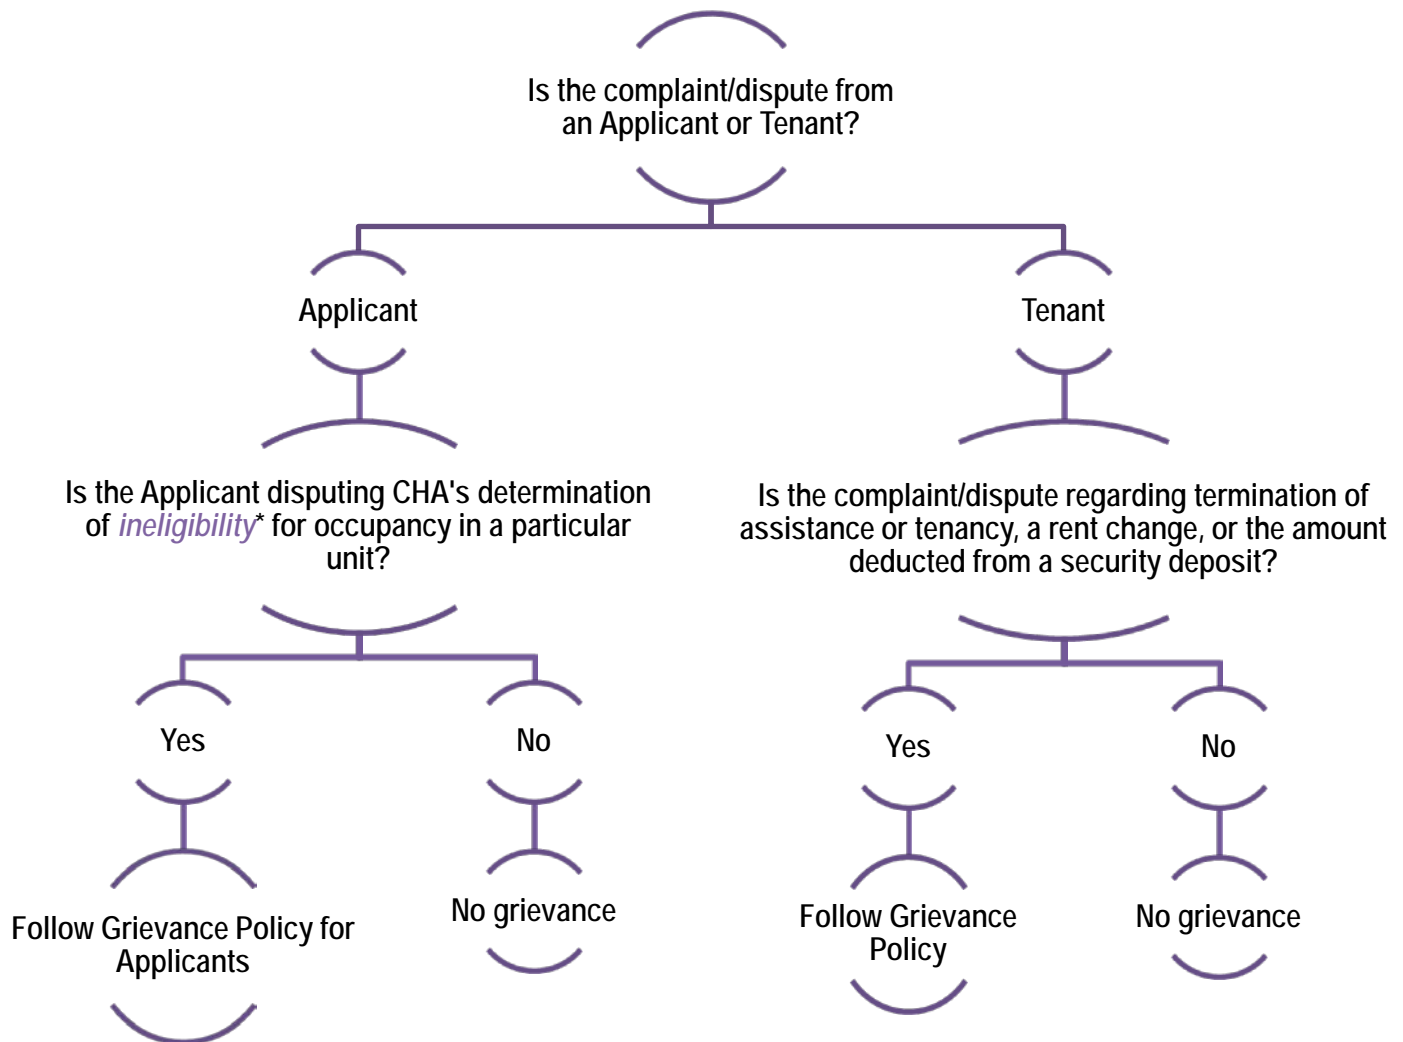 Is the complaint/dispute from
an Applicant or Tenant?
Applicant
Tenant
Is the Applicant disputing CHA's determination
of ineligibility* for occupancy in a particular
unit?
Is the complaint/dispute regarding termination of
assistance or tenancy, a rent change, or the amount
deducted from a security deposit?
Yes
No
Yes
No
Follow Grievance Policy for
Applicants
No grievance
Follow Grievance
Policy
No grievance